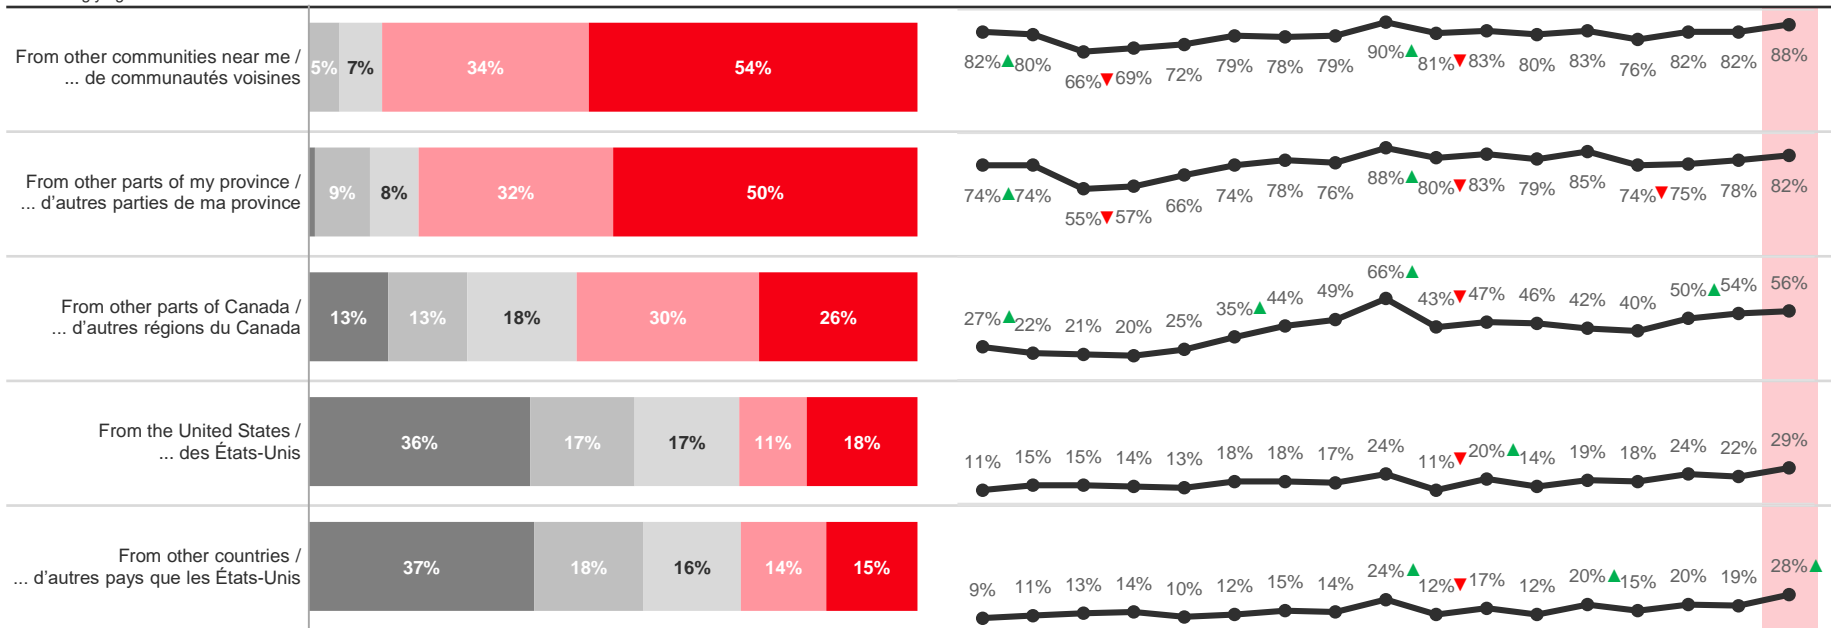 From other communities near me /
... de communautés voisines
5% 7% 34% 54%
82% ▲ 80% 66% ▼ 69% 72% 79% 78% 79% 90% ▲ 81% ▼ 83% 80% 83% 76% 82% 82% 88%
From other parts of my province /
... d'autres parties de ma province
9% 8% 32% 50%
74% ▲ 74% 55% ▼ 57% 66% 74% 78% 76% 88% ▲ 80% ▼ 83% 79% 85% 74% ▼ 75% 78% 82%
From other parts of Canada /
... d'autres régions du Canada
13% 13% 18% 30% 26%
27% ▲ 22% 21% 20% 25% 35% ▲ 44% 49% 66% ▲ 43% ▼ 47% 46% 42% 40% 50% ▲ 54% 56%
From the United States /
... des États-Unis
36% 17% 17% 11% 18%
11% 15% 15% 14% 13% 18% 18% 17% 24% 11% ▼ 20% ▲ 14% 19% 18% 24% 22% 29%
From other countries /
... d'autres pays que les États-Unis
37% 18% 16% 14% 15%
9% 11% 13% 14% 10% 12% 15% 14% 24% ▲ 12% ▼ 17% 12% 20% ▲ 15% 20% 19% 28% ▲